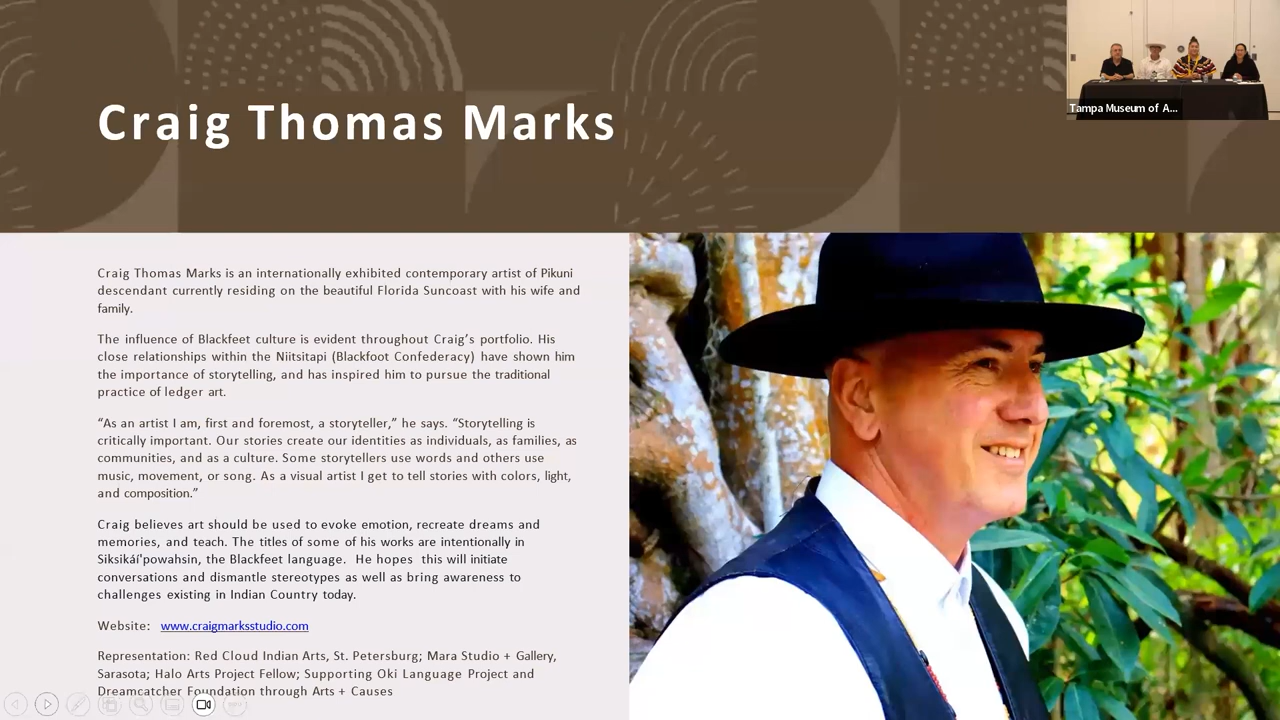 Craig Thomas Marks
Tampa Museum of A...
Craig Thomas Marks is an internationally exhibited contemporary artist of Pikuni
descendant currently residing on the beautiful Florida Suncoast with his wife and
family.
The influence of Blackfeet culture is evident throughout Craig’s portfolio. His
close relationships within the Niitsitapi (Blackfoot Confederacy) have shown him
the importance of storytelling, and has inspired him to pursue the traditional
practice of ledger art.
“As an artist I am, first and foremost, a storyteller,” he says. “Storytelling is
critically important. Our stories create our identities as individuals, as families, as
communities, and as a culture. Some storytellers use words and others use
music, movement, or song. As a visual artist I get to tell stories with colors, light,
and composition.”
Craig believes art should be used to evoke emotion, recreate dreams and
memories, and teach. The titles of some of his works are intentionally in
Siksikái'powahsin, the Blackfeet language. He hopes this will initiate
conversations and dismantle stereotypes as well as bring awareness to
challenges existing in Indian Country today.
Website: www.craigmarksstudio.com
Representation: Red Cloud Indian Arts, St. Petersburg; Mara Studio + Gallery,
Sarasota; Halo Arts Project Fellow; Supporting Oki Language Project and
Dreamcatcher Foundation through Arts + Causes